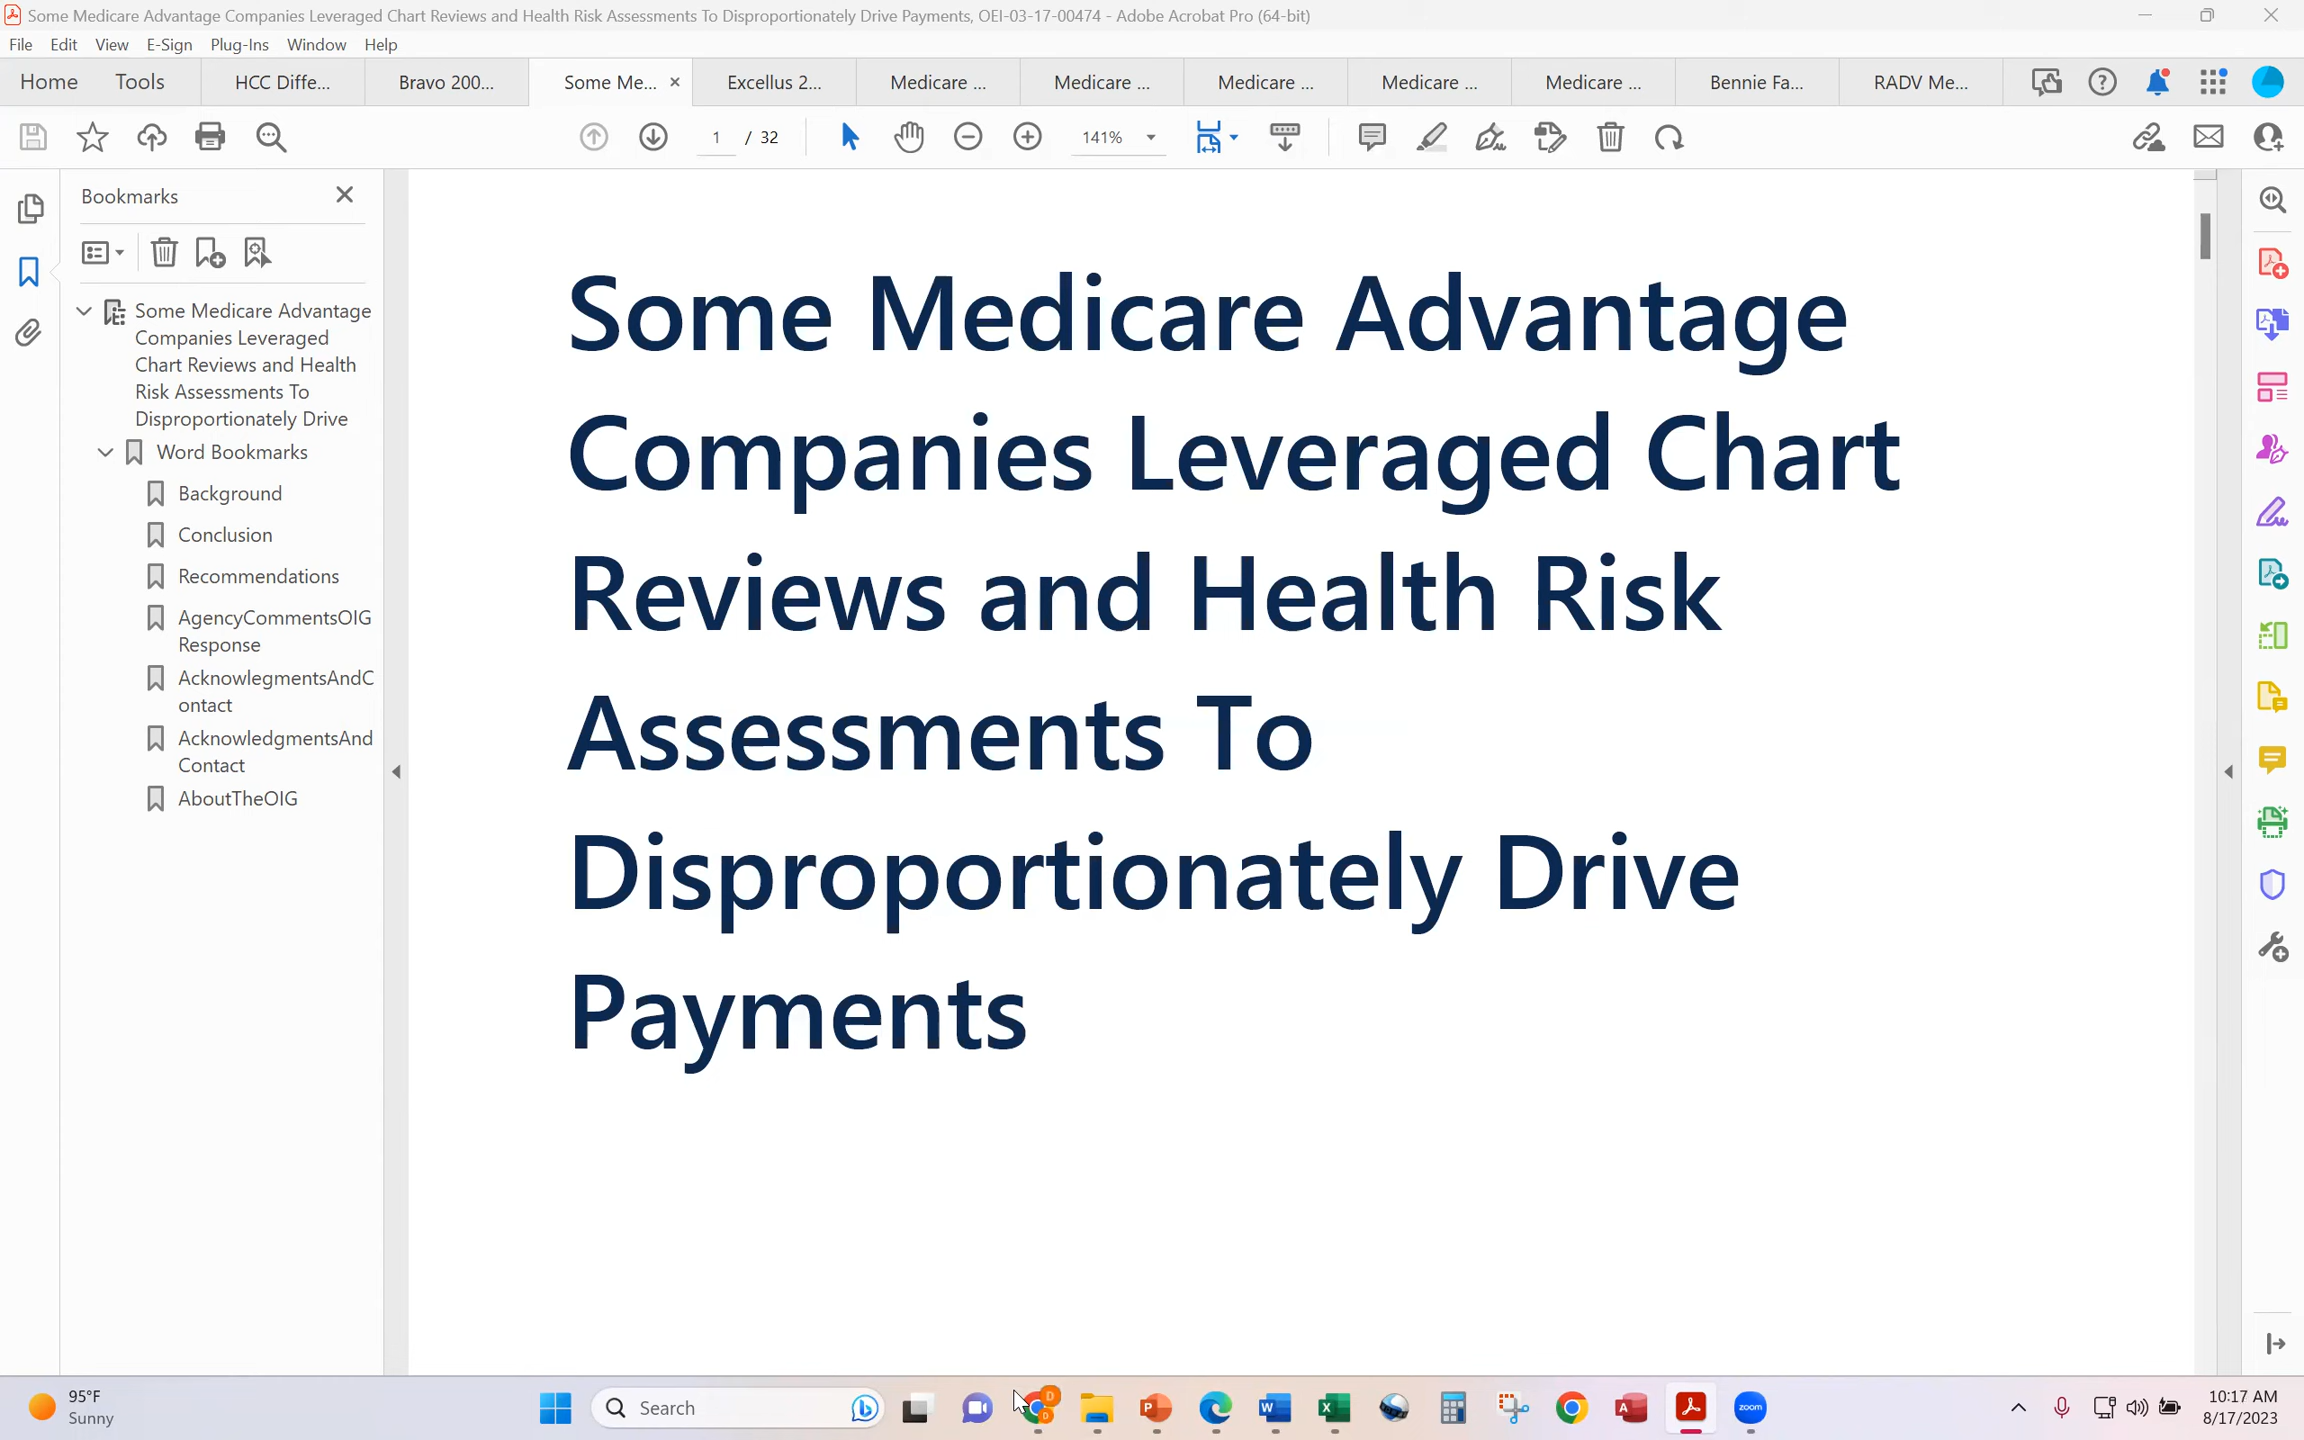 Some Medicare Advantage Companies Leveraged Chart Reviews and Health Risk Assessments To Disproportionately Drive Payments, OEI-03-17-00474 - Adobe Acrobat Pro (64-bit)
File Edit View E-Sign Plug-Ins Window Help
Home Tools HCC Diffe... Bravo 200... Some Me... Excellus 2... Medicare ... Medicare ... Medicare ... Medicare ... Medicare ... Bennie Fa... RADV Me...
1 / 32 141%
Bookmarks
Some Medicare Advantage
Companies Leveraged
Chart Reviews and Health
Risk Assessments To
Disproportionately Drive
Word Bookmarks
Background
Conclusion
Recommendations
AgencyCommentsOIG
Response
AcknowlegmentsAndC
ontact
AcknowledgmentsAnd
Contact
AboutTheOIG
Some Medicare Advantage
Companies Leveraged Chart
Reviews and Health Risk
Assessments To
Disproportionately Drive
Payments
95°F
Sunny
Search
D
D
P
W
X
A
zoom
10:17 AM
8/17/2023